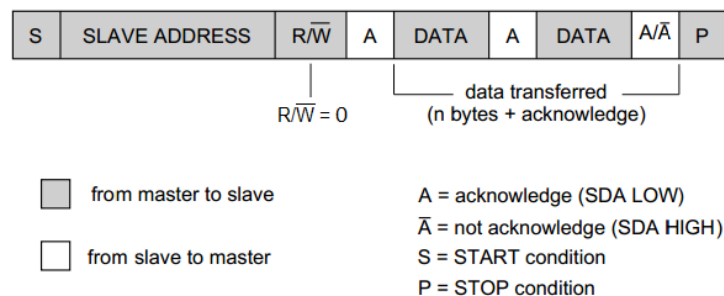 S SLAVE ADDRESS R/W̅ A DATA A DATA A/A̅ P
data transferred
(n bytes + acknowledge)
R/W̅ = 0
from master to slave
from slave to master
A = acknowledge (SDA LOW)
A̅ = not acknowledge (SDA HIGH)
S = START condition
P = STOP condition